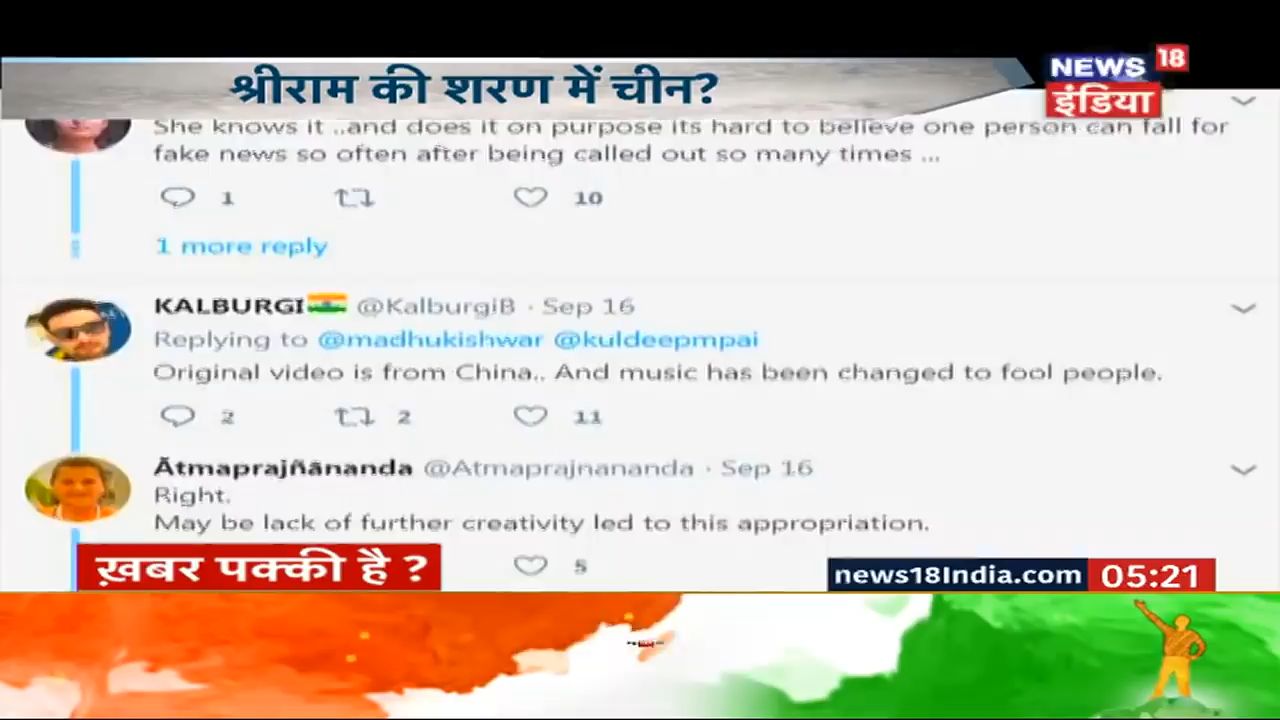 श्रीराम की शरण में चीन?
NEWS 18
इंडिया
She knows it ..and does it on purpose its hard to believe one person can fall for
fake news so often after being called out so many times ...
1
10
1 more reply
KALBURGI @KalburgiB · Sep 16
Replying to @madhukishwar @kuldeepmpai
Original video is from China.. And music has been changed to fool people.
2
2
11
Ātmaprajñānanda @Atmaprajnananda · Sep 16
Right.
May be lack of further creativity led to this appropriation.
5
ख़बर पक्की है ?
news18India.com 05:21